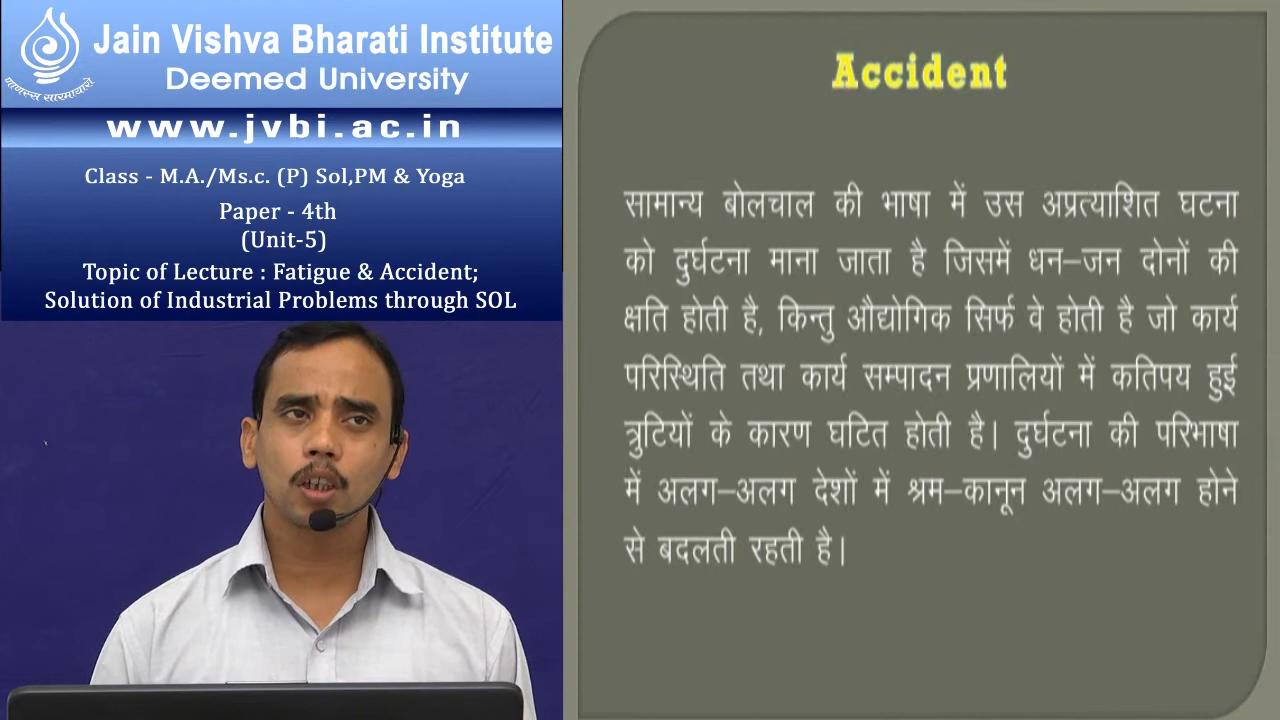 Jain Vishva Bharati Institute
Deemed University
णाणस्स सारमायारो
www.jvbi.ac.in
Class - M.A./Ms.c. (P) Sol,PM & Yoga
Paper - 4th
(Unit-5)
Topic of Lecture : Fatigue & Accident;
Solution of Industrial Problems through SOL
Accident
सामान्य बोलचाल की भाषा में उस अप्रत्याशित घटना
को दुर्घटना माना जाता है जिसमें धन–जन दोनों की
क्षति होती है, किन्तु औद्योगिक सिर्फ वे होती है जो कार्य
परिस्थिति तथा कार्य सम्पादन प्रणालियों में कतिपय हुई
त्रुटियों के कारण घटित होती है। दुर्घटना की परिभाषा
में अलग–अलग देशों में श्रम–कानून अलग–अलग होने
से बदलती रहती है।